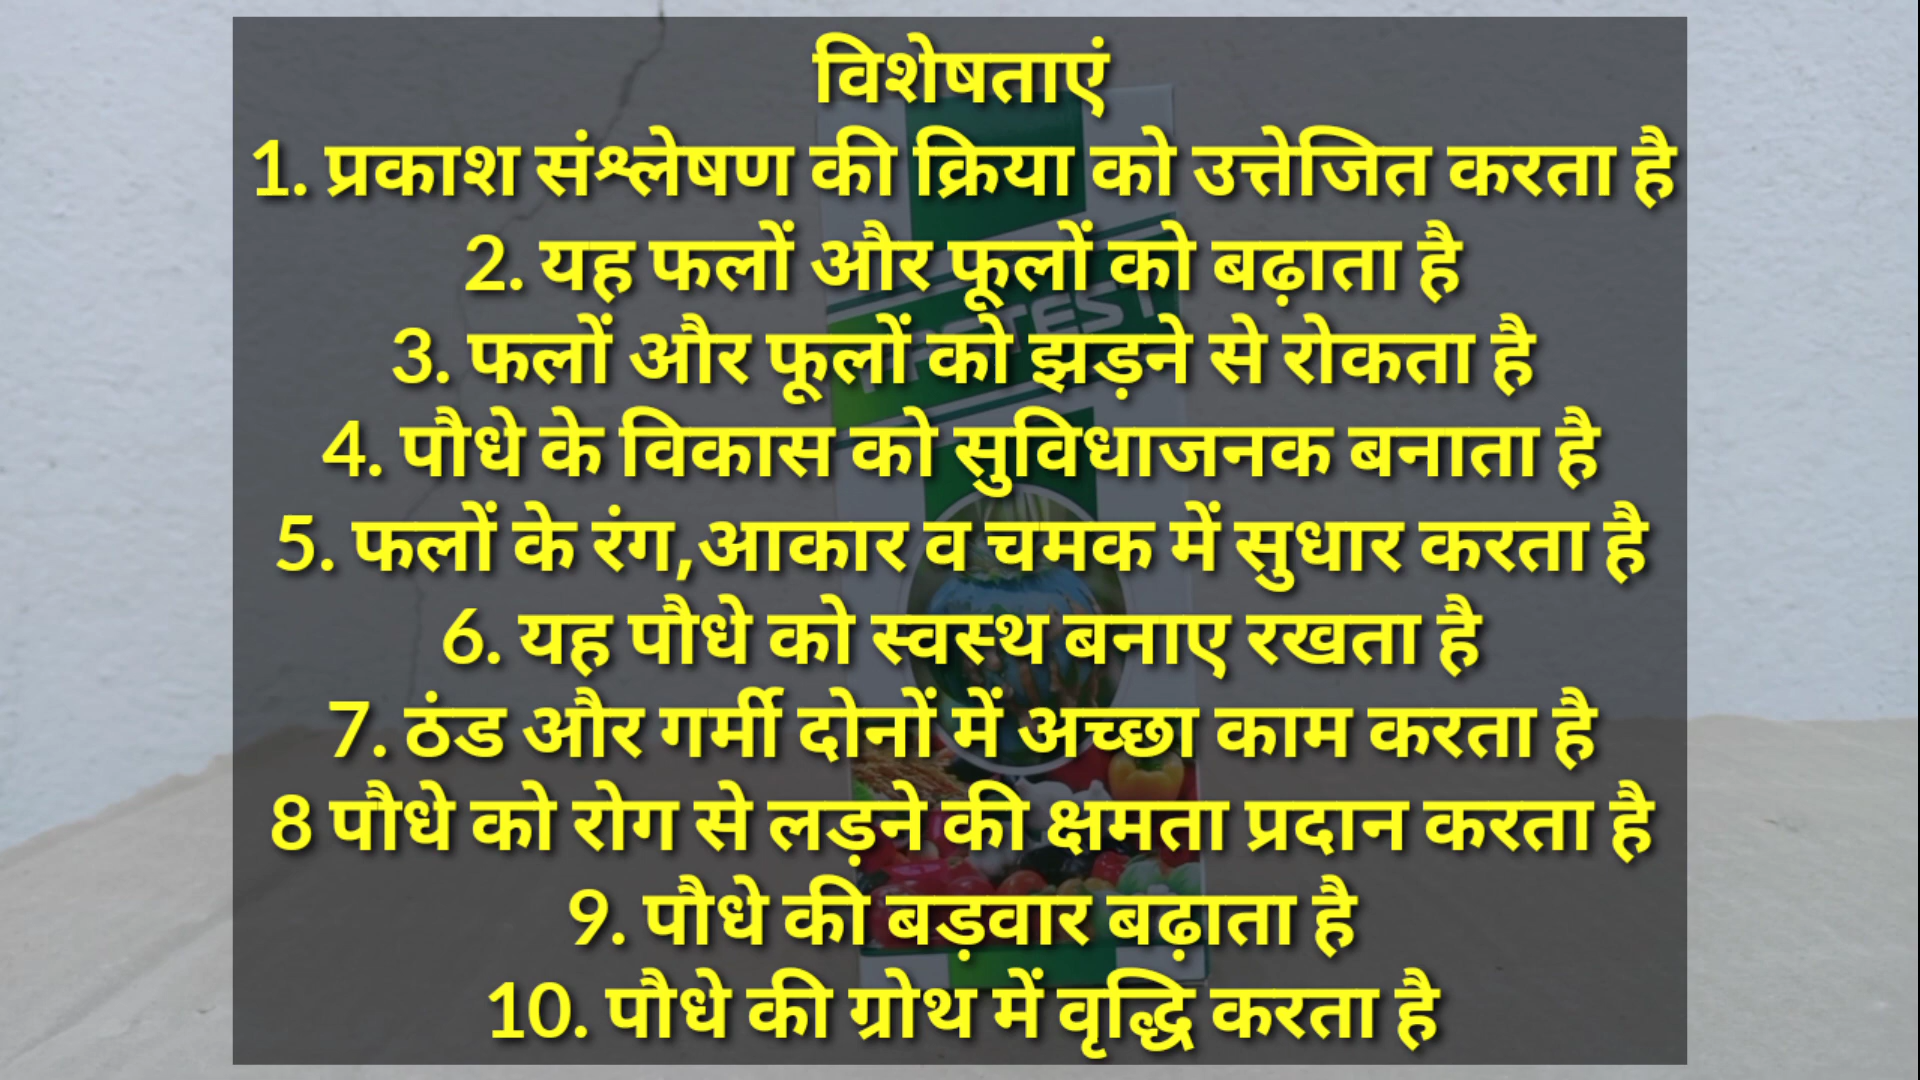 विशेषताएं
1. प्रकाश संश्लेषण की क्रिया को उत्तेजित करता है
2. यह फलों और फूलों को बढ़ाता है
3. फलों और फूलों को झड़ने से रोकता है
4. पौधे के विकास को सुविधाजनक बनाता है
5. फलों के रंग,आकार व चमक में सुधार करता है
6. यह पौधे को स्वस्थ बनाए रखता है
7. ठंड और गर्मी दोनों में अच्छा काम करता है
8 पौधे को रोग से लड़ने की क्षमता प्रदान करता है
9. पौधे की बड़वार बढ़ाता है
10. पौधे की ग्रोथ में वृद्धि करता है